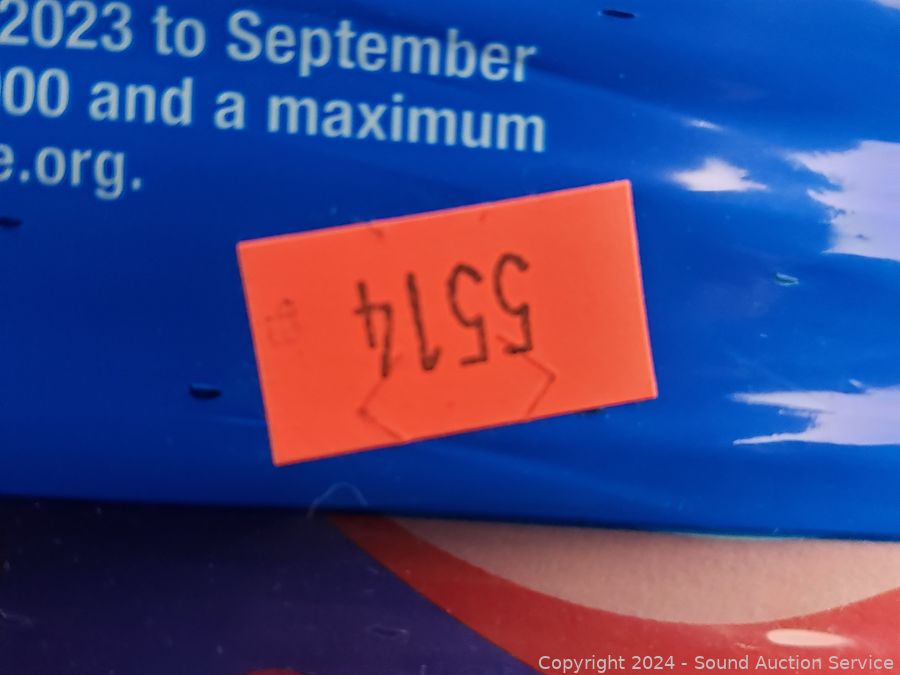 2023 to September
00 and a maximum
e.org.
5514
Copyright 2024 - Sound Auction Service